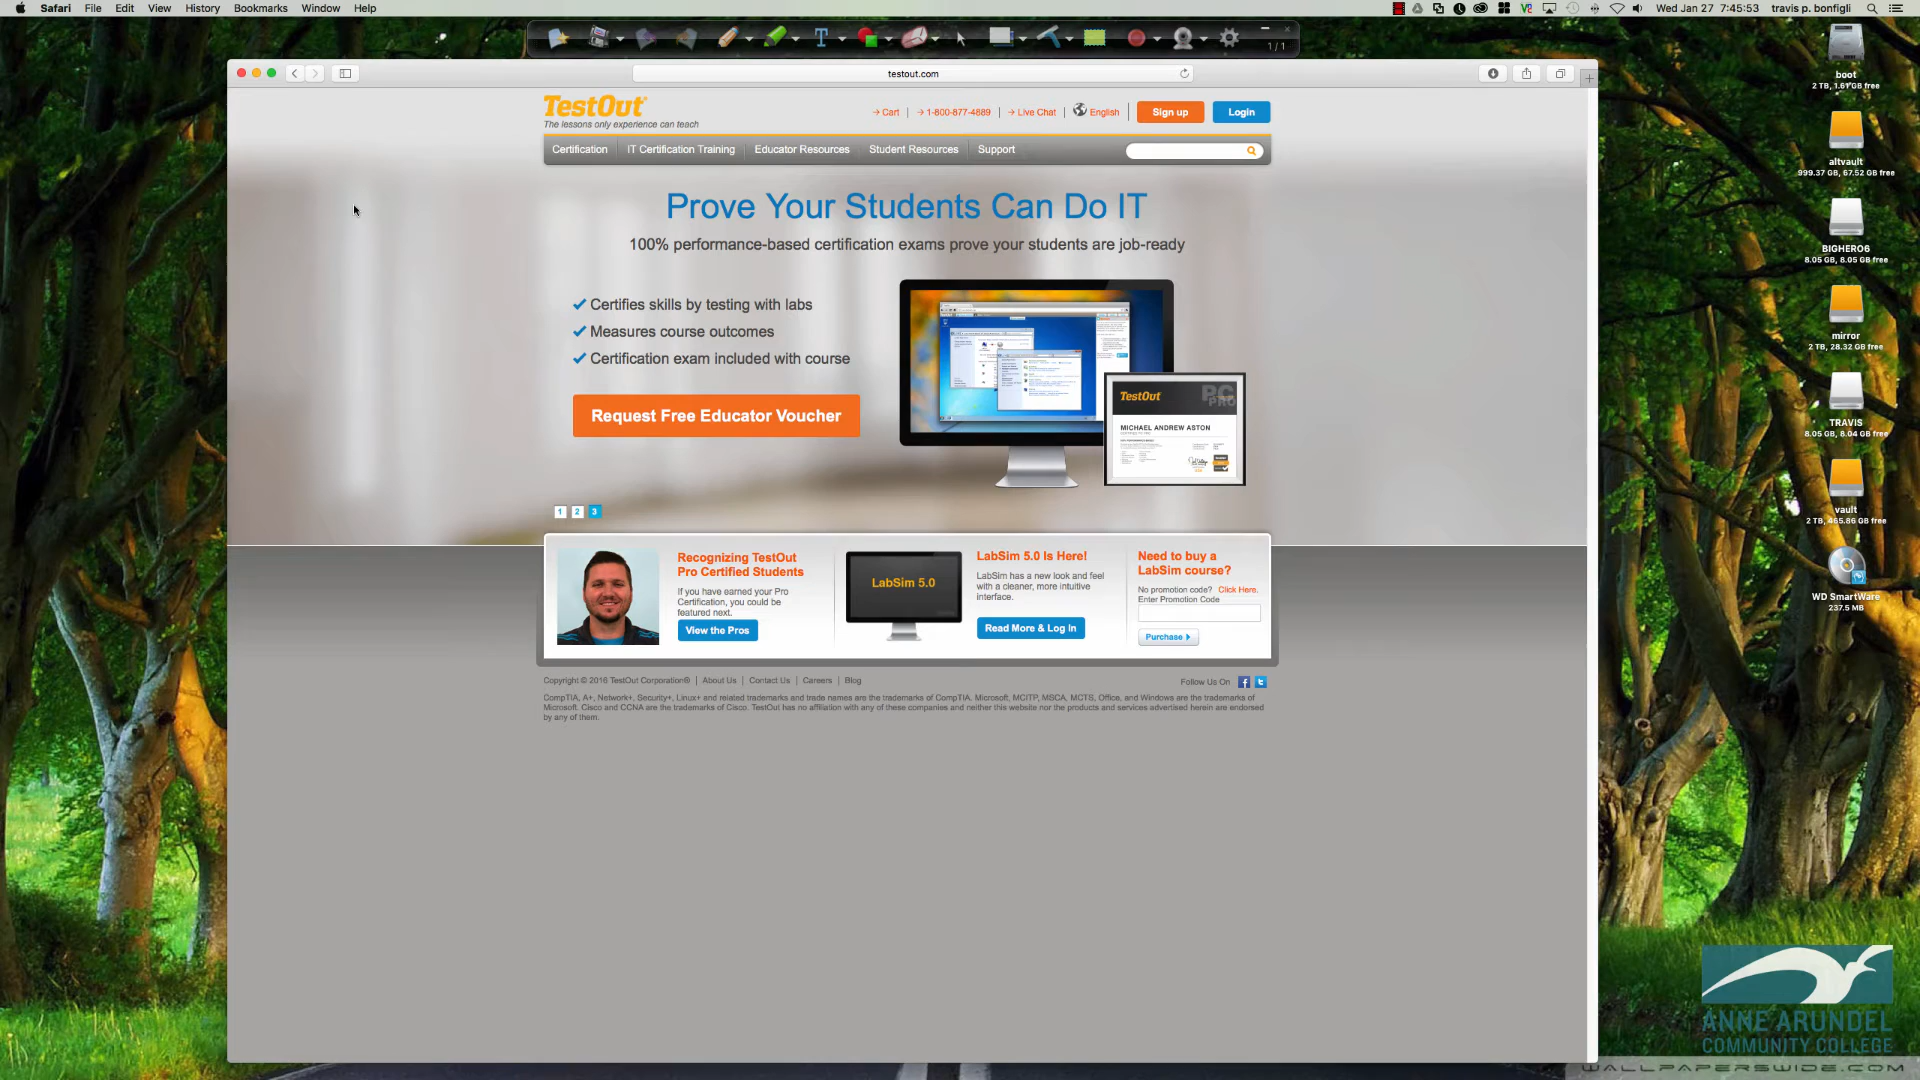 Safari File Edit View History Bookmarks Window Help
Wed Jan 27 7:45:53 travis p. bonfigli
1 / 1
testout.com
TestOut
The lessons only experience can teach
Cart
1-800-877-4889
Live Chat
English
Sign up
Login
Certification
IT Certification Training
Educator Resources
Student Resources
Support
Prove Your Students Can Do IT
100% performance-based certification exams prove your students are job-ready
Certifies skills by testing with labs
Measures course outcomes
Certification exam included with course
Request Free Educator Voucher
TestOut
PC PRO
MICHAEL ANDREW ASTON
1 2 3
Recognizing TestOut
Pro Certified Students
If you have earned your Pro
Certification, you could be
featured next.
View the Pros
LabSim 5.0
LabSim 5.0 Is Here!
LabSim has a new look and feel
with a cleaner, more intuitive
interface.
Read More & Log In
Need to buy a
LabSim course?
No promotion code? Click Here.
Enter Promotion Code
Purchase
Copyright © 2016 TestOut Corporation® | About Us | Contact Us | Careers | Blog
Follow Us On
CompTIA, A+, Network+, Security+, Linux+ and related trademarks and trade names are the trademarks of CompTIA. Microsoft, MCITP, MSCA, MCTS, Office, and Windows are the trademarks of
Microsoft. Cisco and CCNA are the trademarks of Cisco. TestOut has no affiliation with any of these companies and neither this website nor the products and services advertised herein are endorsed
by any of them.
boot
2 TB, 1.61 GB free
altvault
999.37 GB, 67.52 GB free
BIGHERO6
8.05 GB, 8.05 GB free
mirror
2 TB, 28.32 GB free
TRAVIS
8.05 GB, 8.04 GB free
vault
2 TB, 465.86 GB free
WD SmartWare
237.5 MB
ANNE ARUNDEL
COMMUNITY COLLEGE
WALLPAPERSWIDE.COM